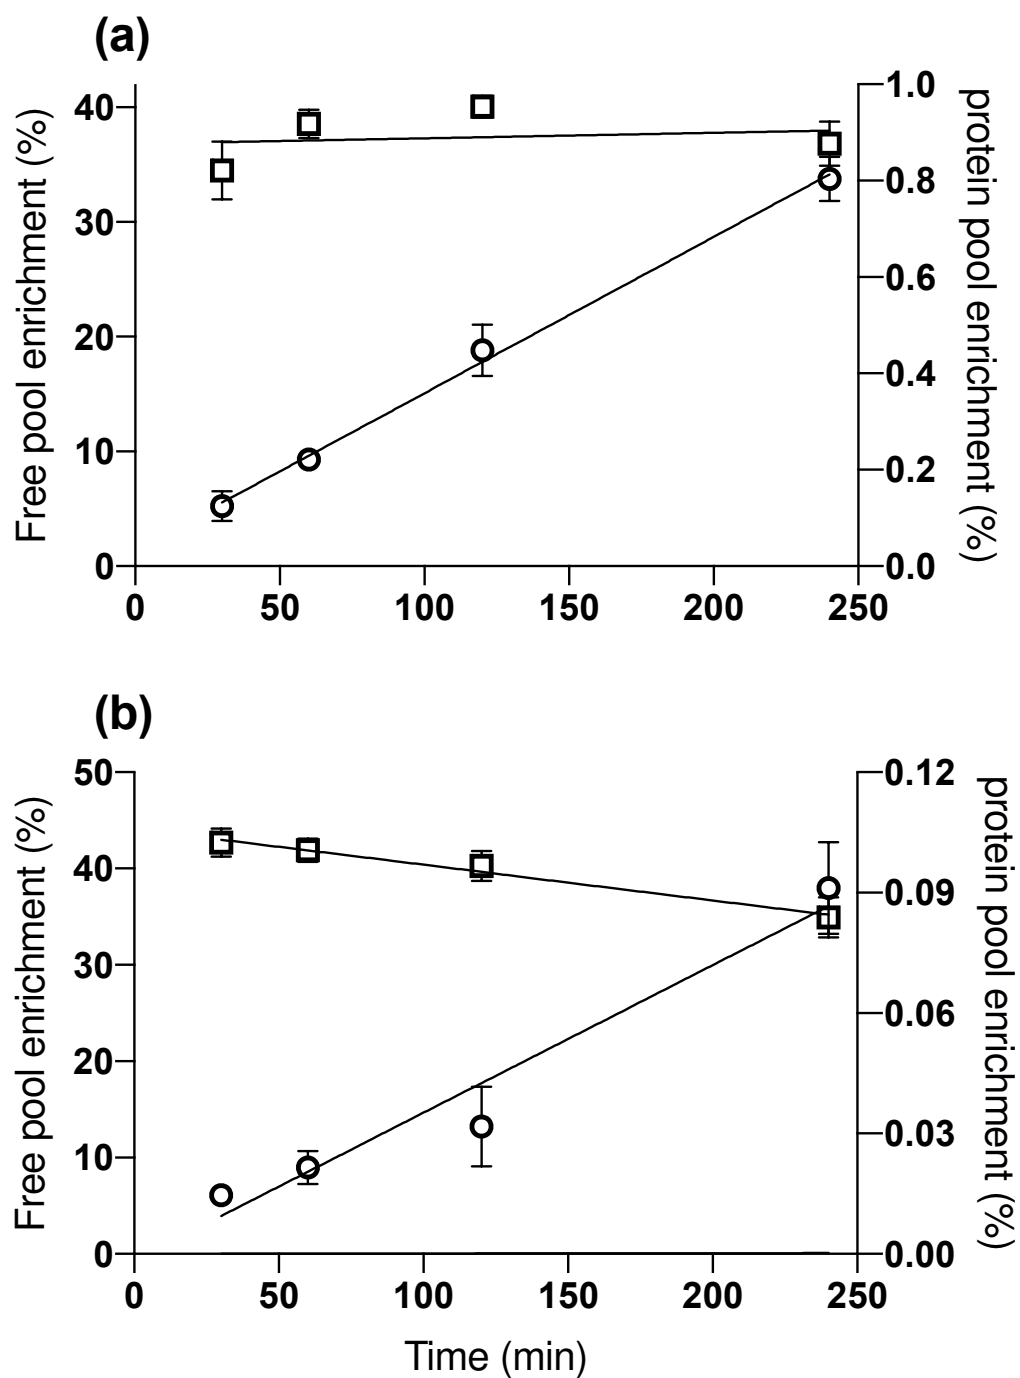 (a)
Free pool enrichment (%)
40
30
20
10
0
1.0
0.8
0.6
0.4
0.2
0.0
protein pool enrichment (%)
0 50 100 150 200 250
(b)
Free pool enrichment (%)
50
40
30
20
10
0
0.12
0.09
0.06
0.03
0.00
protein pool enrichment (%)
0 50 100 150 200 250
Time (min)